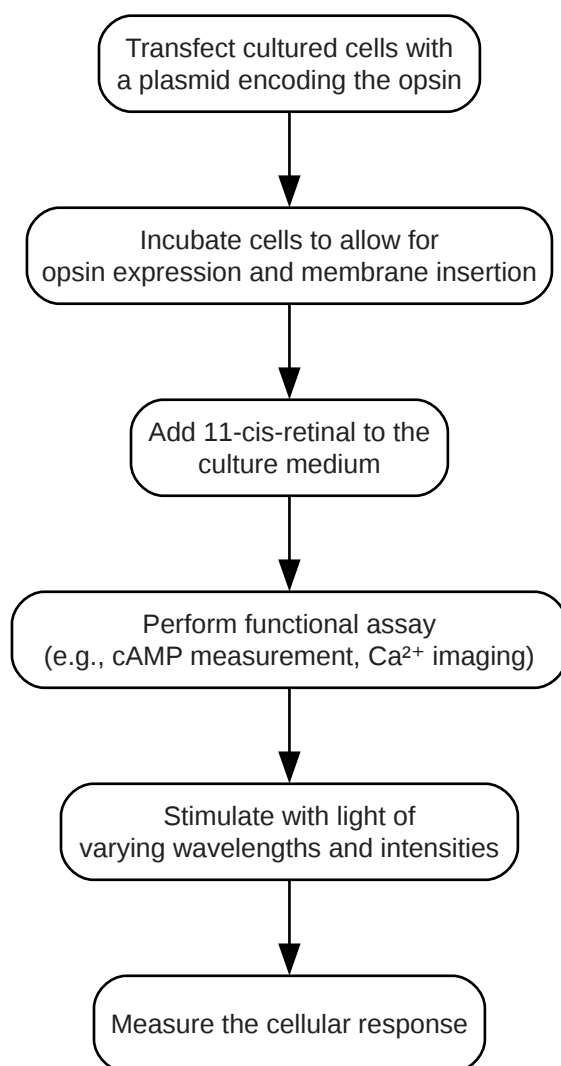 Transfect cultured cells with
a plasmid encoding the opsin
Incubate cells to allow for
opsin expression and membrane insertion
Add 11-cis-retinal to the
culture medium
Perform functional assay
(e.g., cAMP measurement, Ca²⁺ imaging)
Stimulate with light of
varying wavelengths and intensities
Measure the cellular response